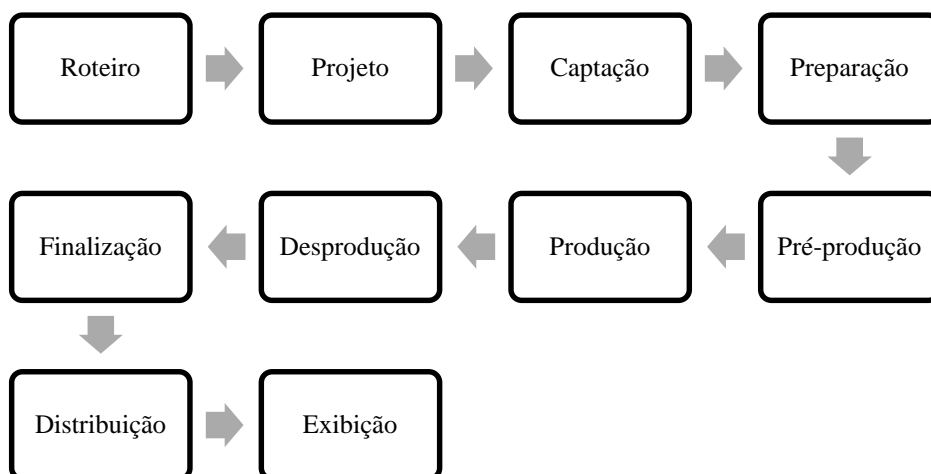 Roteiro
Projeto
Captação
Preparação
Pré-produção
Produção
Desprodução
Finalização
Distribuição
Exibição